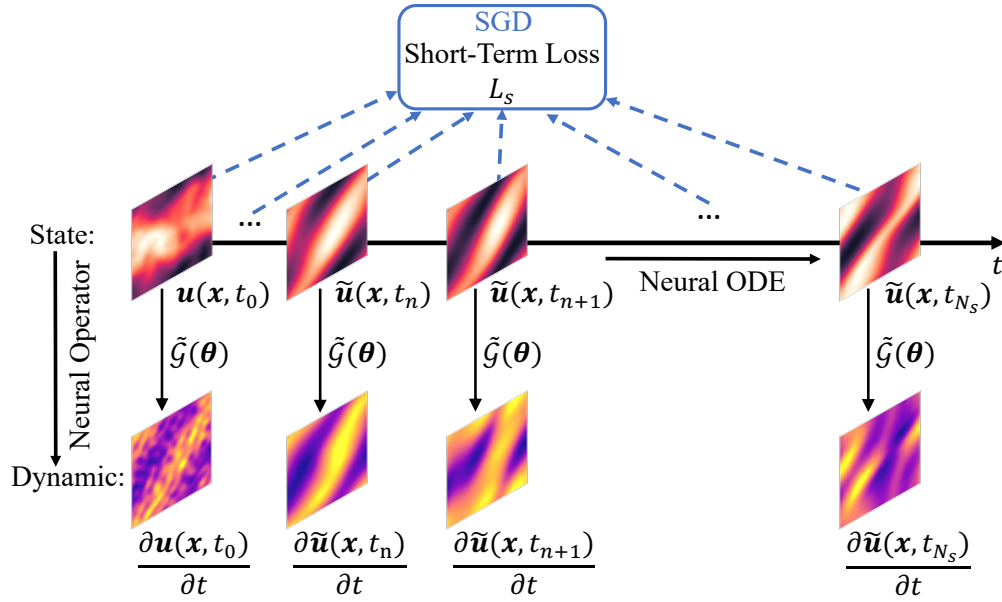 SGD
Short-Term Loss
L_s
... ...
State:
t
Neural ODE
𝒖(𝒙, t_0) ũ(𝒙, t_n) ũ(𝒙, t_{n+1}) ũ(𝒙, t_{N_s})
Neural Operator
𝒢̃(𝜽) 𝒢̃(𝜽) 𝒢̃(𝜽) 𝒢̃(𝜽)
Dynamic:
∂𝒖(𝒙, t_0) ∂ũ(𝒙, t_n) ∂ũ(𝒙, t_{n+1}) ∂ũ(𝒙, t_{N_s})
∂t ∂t ∂t ∂t